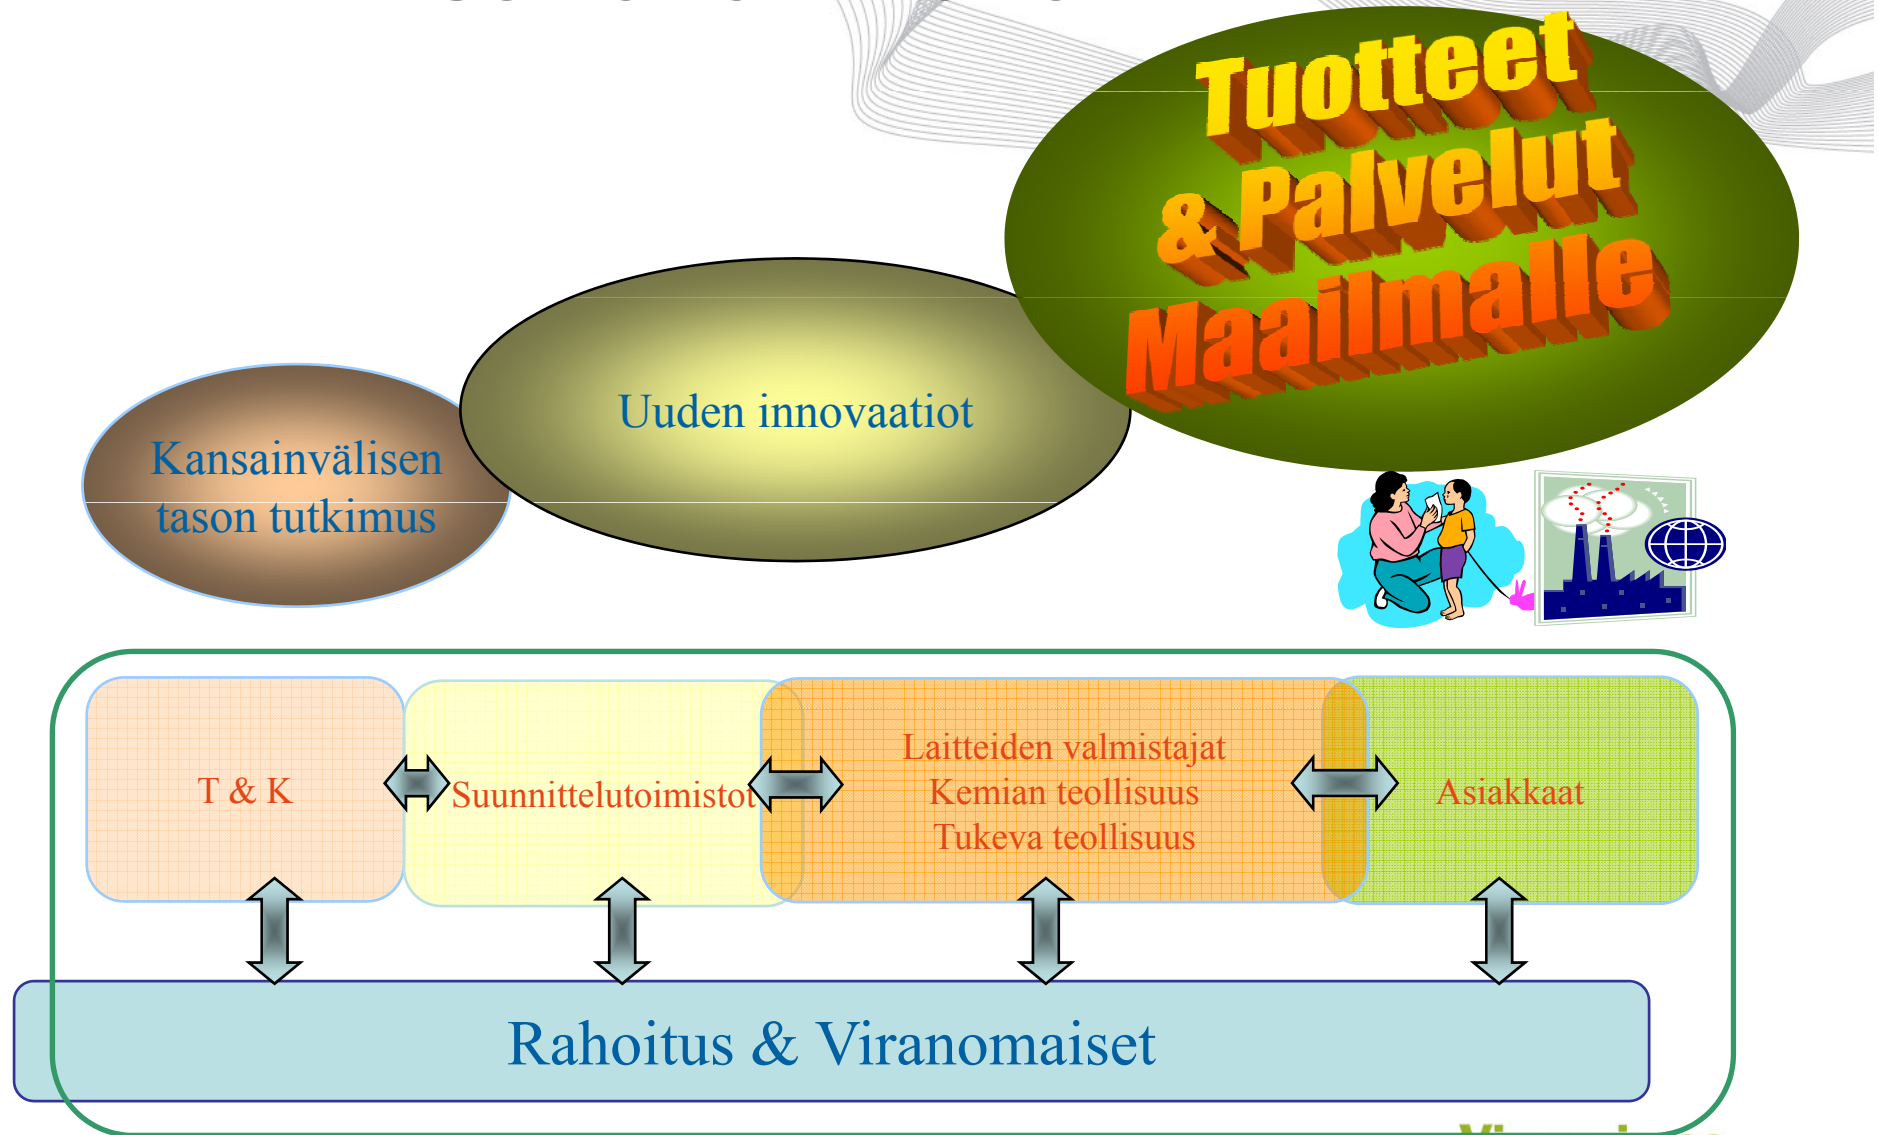 Tuotteet
& Palvelut
Maailmalle
Uuden innovaatiot
Kansainvälisen
tason tutkimus
T & K
Suunnittelutoimistot
Laitteiden valmistajat
Kemian teollisuus
Tukeva teollisuus
Asiakkaat
Rahoitus & Viranomaiset